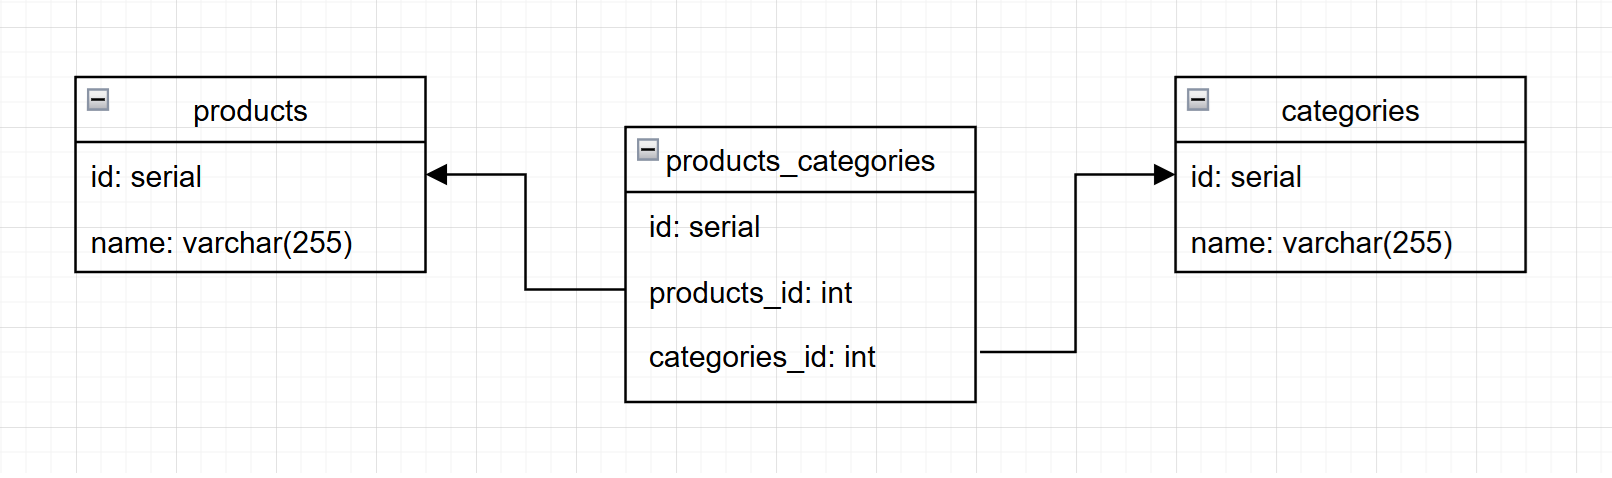 products
id: serial
name: varchar(255)
products_categories
id: serial
products_id: int
categories_id: int
categories
id: serial
name: varchar(255)